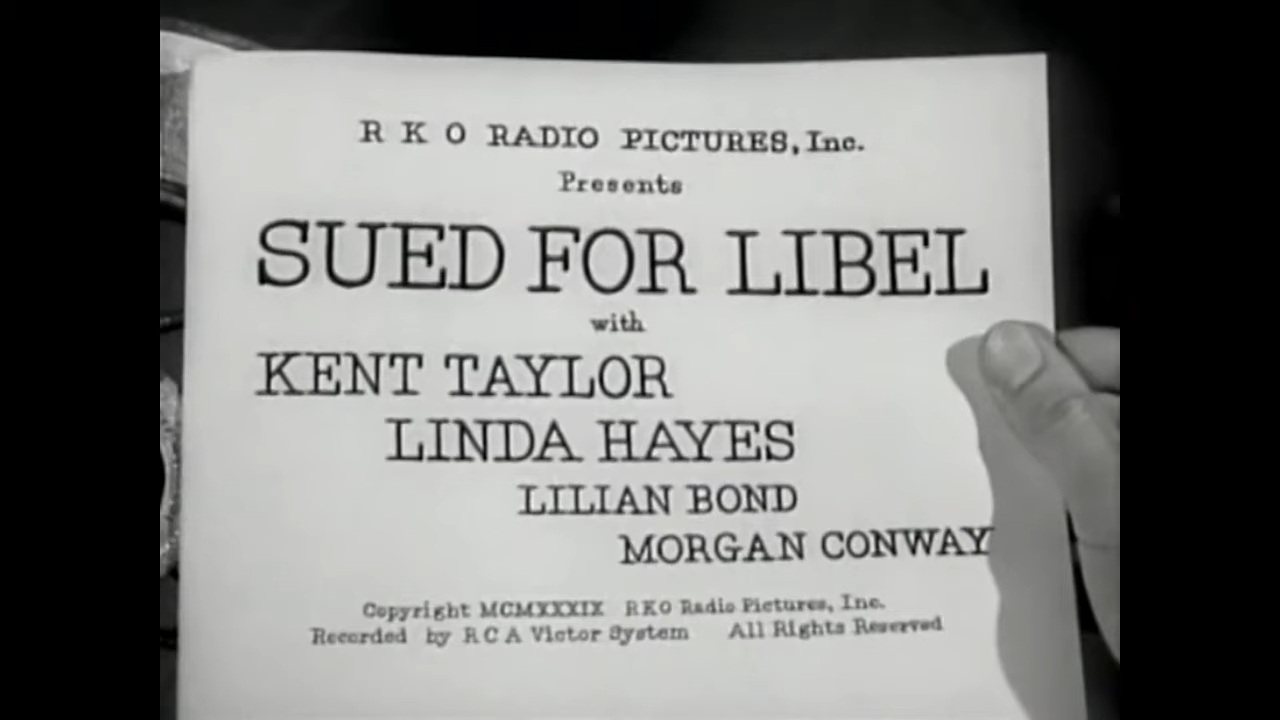 R K O RADIO PICTURES, Inc.
Presents
SUED FOR LIBEL
with
KENT TAYLOR
LINDA HAYES
LILIAN BOND
MORGAN CONWAY
Copyright MCMXXXIX RKO Radio Pictures, Inc.
Recorded by RCA Victor System All Rights Reserved